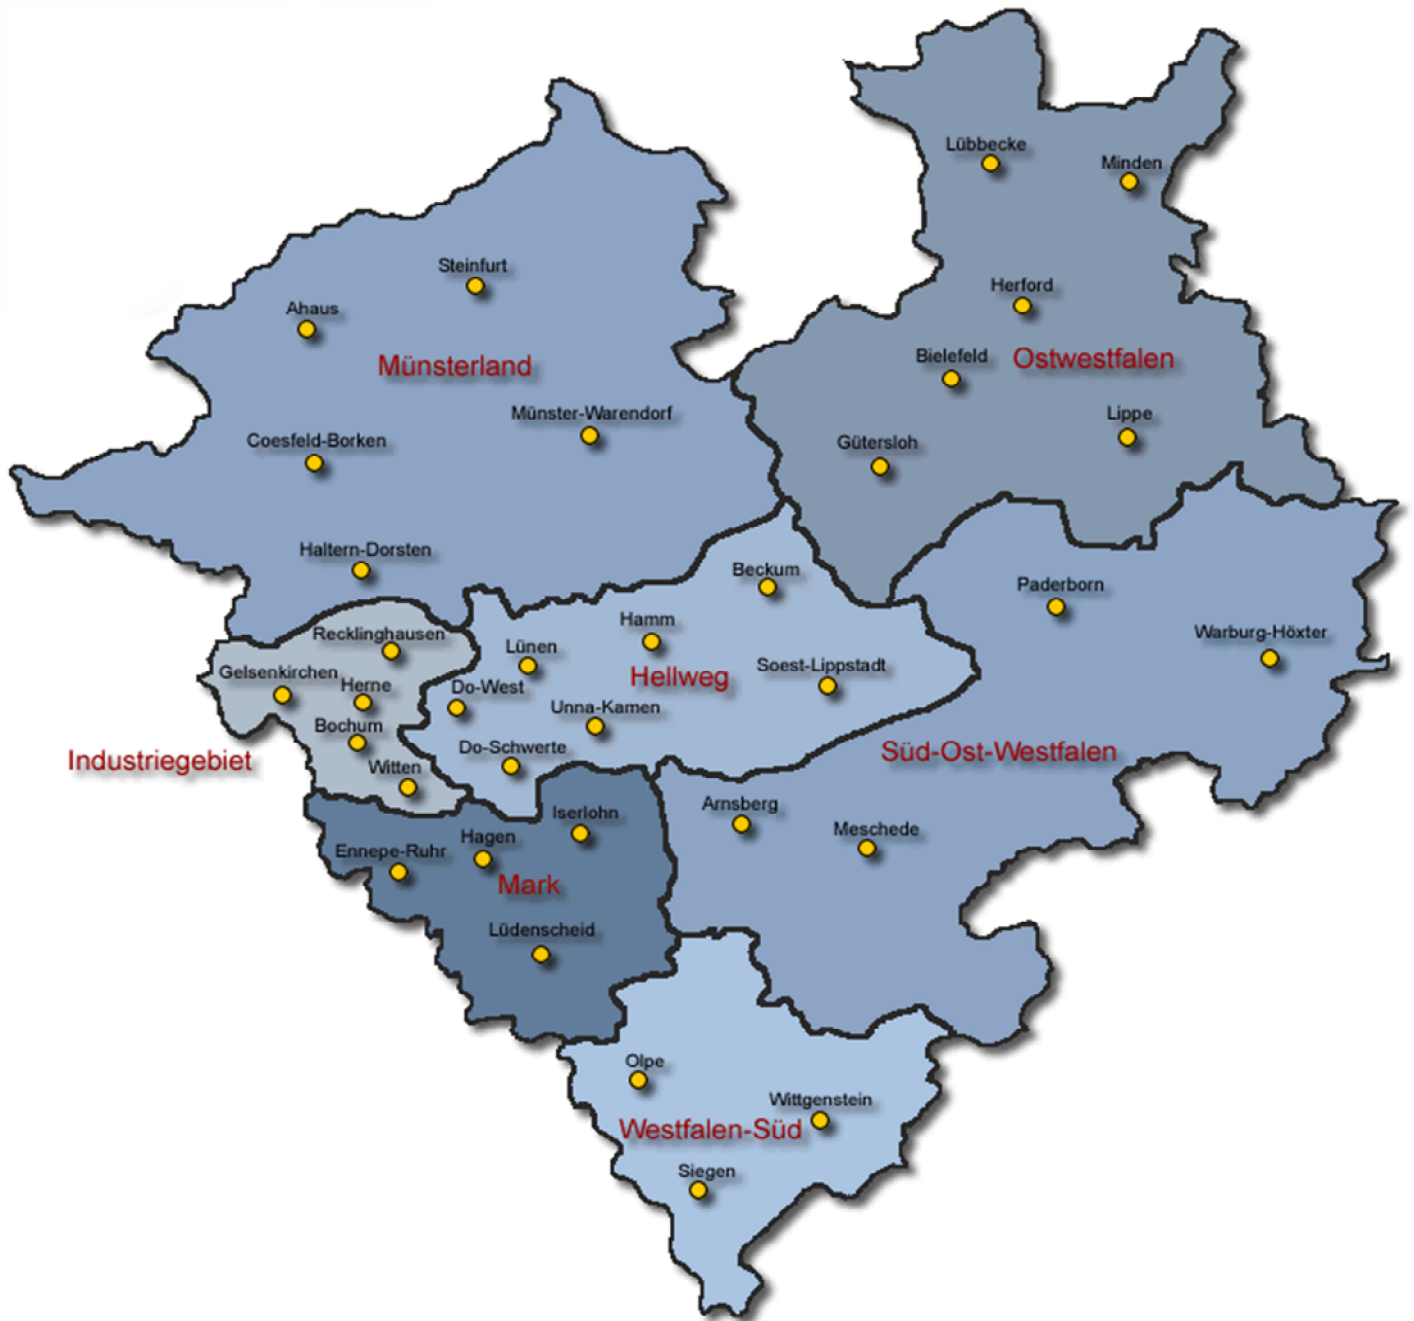 Lübbecke
Minden
Steinfurt
Herford
Ahaus
Bielefeld
Ostwestfalen
Münsterland
Münster-Warendorf
Lippe
Coesfeld-Borken
Gütersloh
Haltern-Dorsten
Beckum
Paderborn
Hamm
Recklinghausen
Warburg-Höxter
Lünen
Soest-Lippstadt
Gelsenkirchen
Hellweg
Herne
Do-West
Unna-Kamen
Bochum
Do-Schwerte
Süd-Ost-Westfalen
Industriegebiet
Witten
Arnsberg
Iserlohn
Meschede
Hagen
Ennepe-Ruhr
Mark
Lüdenscheid
Olpe
Wittgenstein
Westfalen-Süd
Siegen